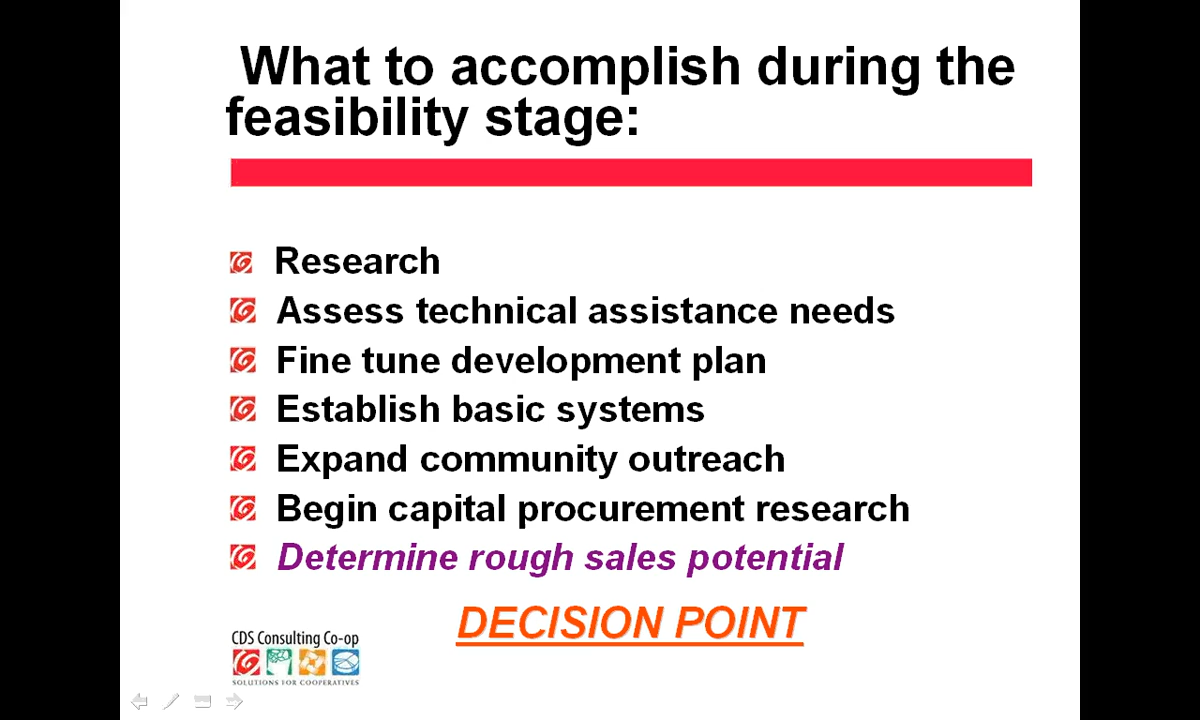 What to accomplish during the
feasibility stage:
Research
Assess technical assistance needs
Fine tune development plan
Establish basic systems
Expand community outreach
Begin capital procurement research
Determine rough sales potential
DECISION POINT
CDS Consulting Co-op
SOLUTIONS FOR COOPERATIVES